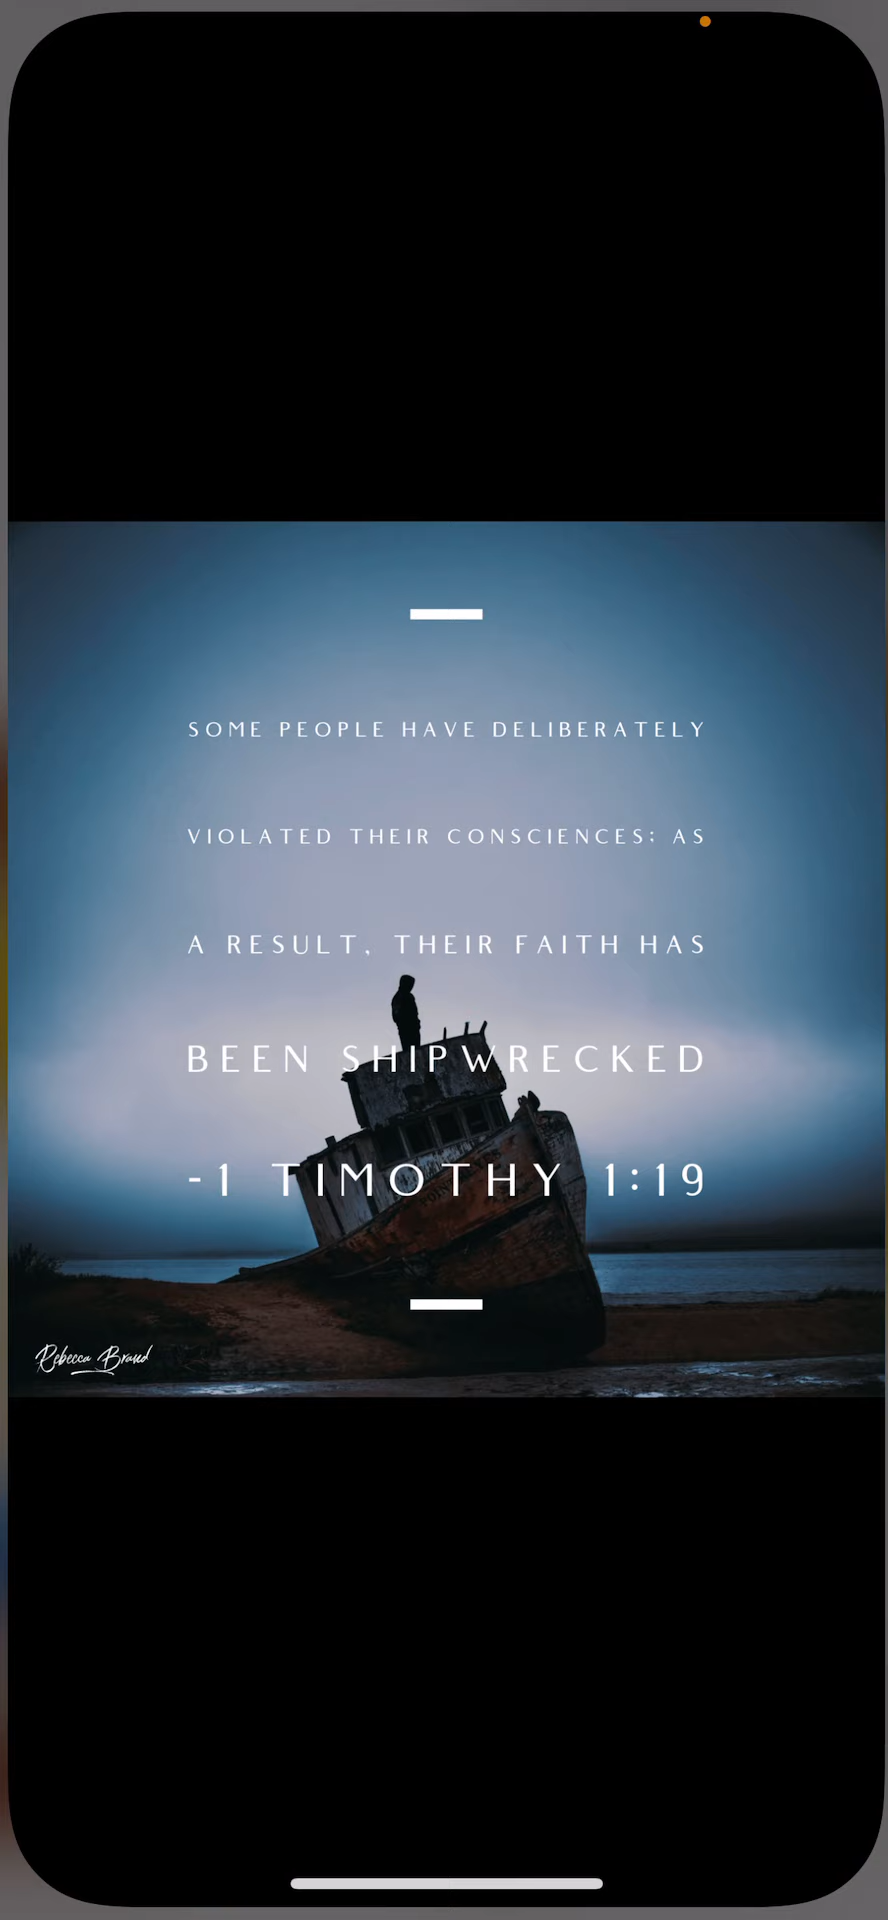 SOME PEOPLE HAVE DELIBERATELY
VIOLATED THEIR CONSCIENCES; AS
A RESULT, THEIR FAITH HAS
BEEN SHIPWRECKED
-1 TIMOTHY 1:19
Rebecca Brand